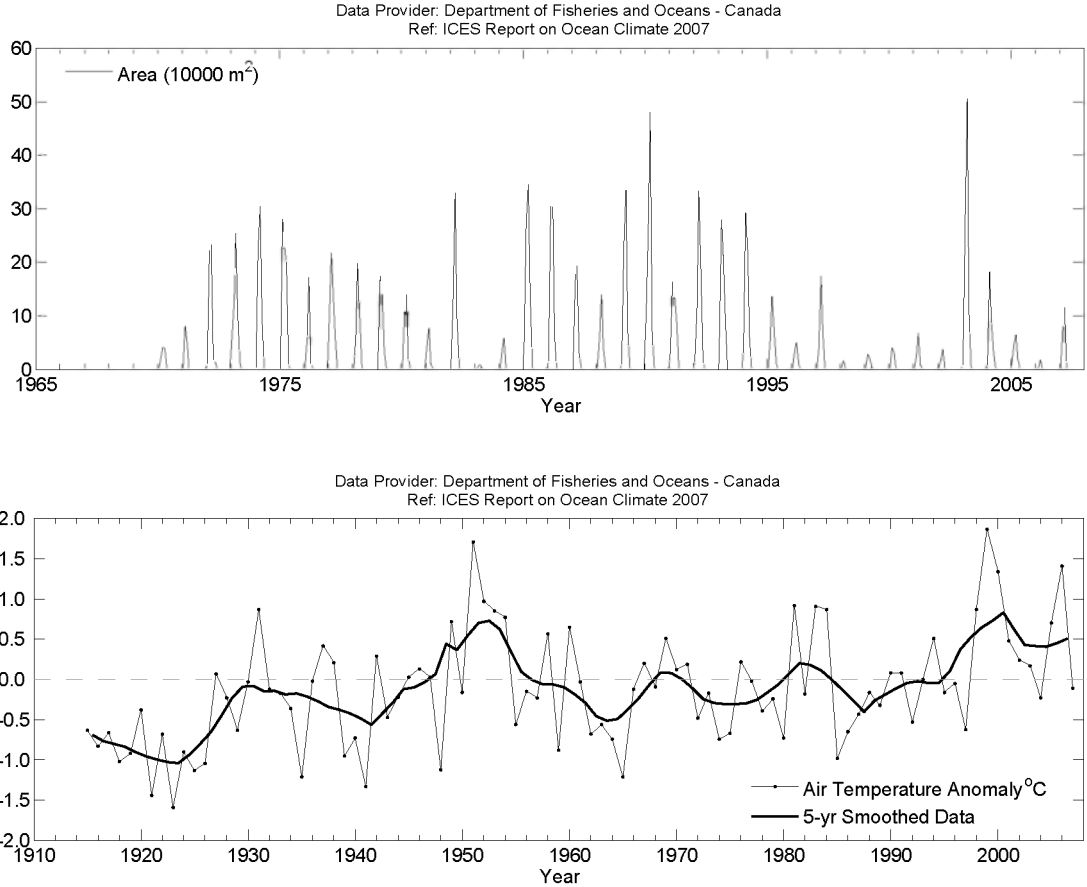 Data Provider: Department of Fisheries and Oceans - Canada
Ref: ICES Report on Ocean Climate 2007
60
50
40
30
20
10
0
Area (10000 m²)
1965 1975 1985 1995 2005
Year
Data Provider: Department of Fisheries and Oceans - Canada
Ref: ICES Report on Ocean Climate 2007
2.0
1.5
1.0
0.5
0.0
-0.5
-1.0
-1.5
-2.0
Air Temperature Anomaly°C
5-yr Smoothed Data
1910 1920 1930 1940 1950 1960 1970 1980 1990 2000
Year